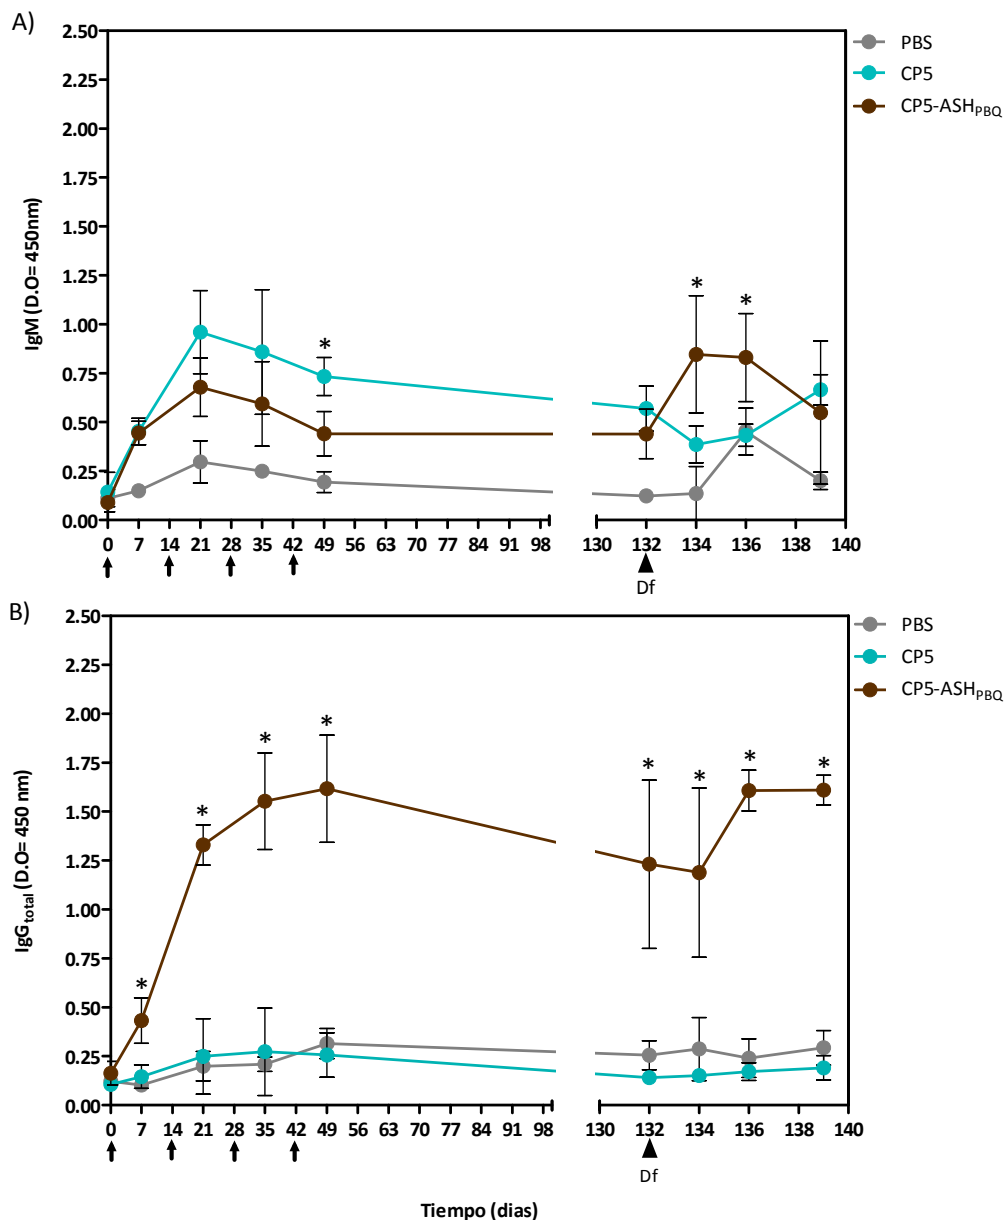 A)
2.50
2.25
2.00
1.75
1.50
1.25
1.00
0.75
0.50
0.25
0.00
IgM (D.O= 450nm)
PBS
CP5
CP5-ASHPBQ
*
*
*
0 7 14 21 28 35 42 49 56 63 70 77 84 91 98 130 132 134 136 138 140
Df
B)
2.50
2.25
2.00
1.75
1.50
1.25
1.00
0.75
0.50
0.25
0.00
IgGtotal (D.O= 450 nm)
PBS
CP5
CP5-ASHPBQ
*
*
*
*
*
*
*
*
0 7 14 21 28 35 42 49 56 63 70 77 84 91 98 130 132 134 136 138 140
Df
Tiempo (dias)